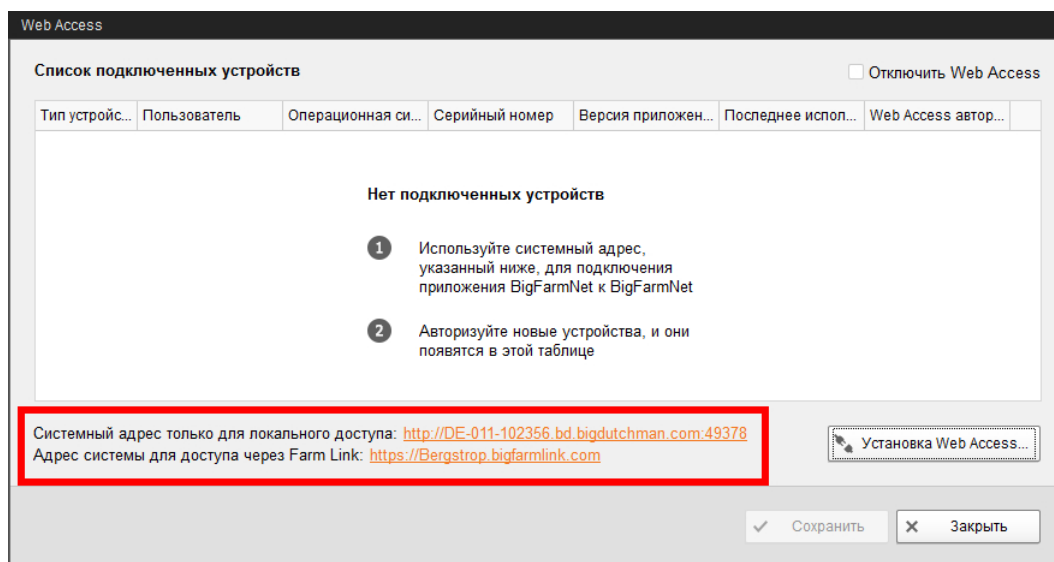 Web Access
Список подключенных устройств
Отключить Web Access
Тип устройс... Пользователь Операционная си... Серийный номер Версия приложен... Последнее испол... Web Access автор...
Нет подключенных устройств
1 Используйте системный адрес,
указанный ниже, для подключения
приложения BigFarmNet к BigFarmNet
2 Авторизуйте новые устройства, и они
появятся в этой таблице
Системный адрес только для локального доступа: http://DE-011-102356.bd.bigdutchman.com:49378
Адрес системы для доступа через Farm Link: https://Bergstrop.bigfarmlink.com
Установка Web Access...
Сохранить Закрыть